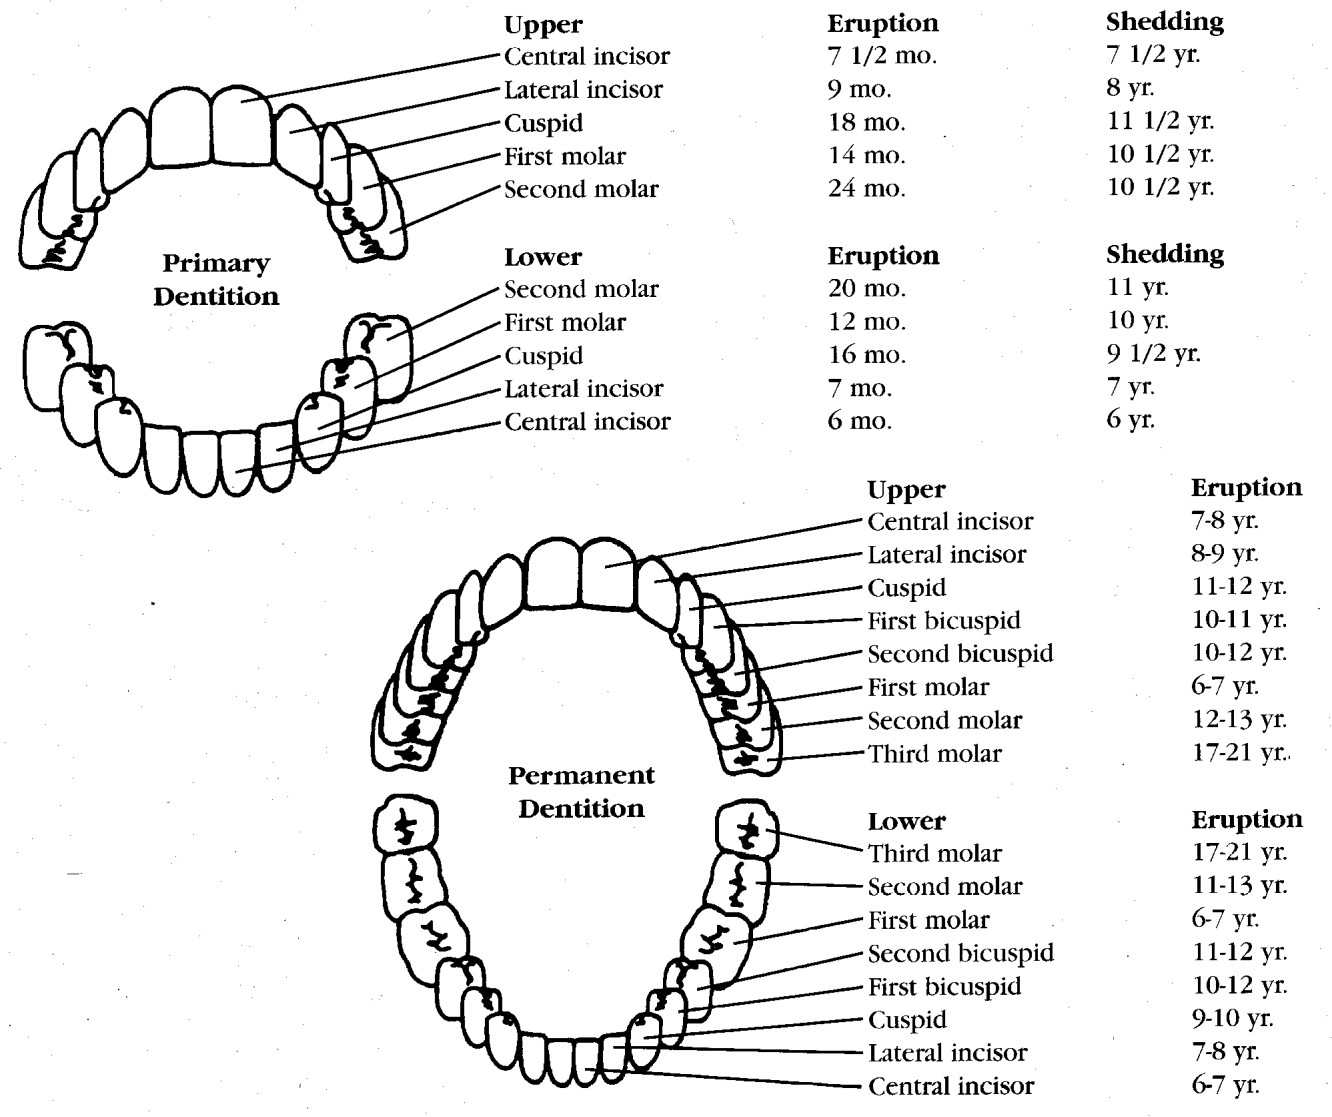 Upper Eruption Shedding
Central incisor 7 1/2 mo. 7 1/2 yr.
Lateral incisor 9 mo. 8 yr.
Cuspid 18 mo. 11 1/2 yr.
First molar 14 mo. 10 1/2 yr.
Second molar 24 mo. 10 1/2 yr.
Primary
Dentition
Lower Eruption Shedding
Second molar 20 mo. 11 yr.
First molar 12 mo. 10 yr.
Cuspid 16 mo. 9 1/2 yr.
Lateral incisor 7 mo. 7 yr.
Central incisor 6 mo. 6 yr.
Upper Eruption
Central incisor 7-8 yr.
Lateral incisor 8-9 yr.
Cuspid 11-12 yr.
First bicuspid 10-11 yr.
Second bicuspid 10-12 yr.
First molar 6-7 yr.
Second molar 12-13 yr.
Third molar 17-21 yr.
Permanent
Dentition
Lower Eruption
Third molar 17-21 yr.
Second molar 11-13 yr.
First molar 6-7 yr.
Second bicuspid 11-12 yr.
First bicuspid 10-12 yr.
Cuspid 9-10 yr.
Lateral incisor 7-8 yr.
Central incisor 6-7 yr.